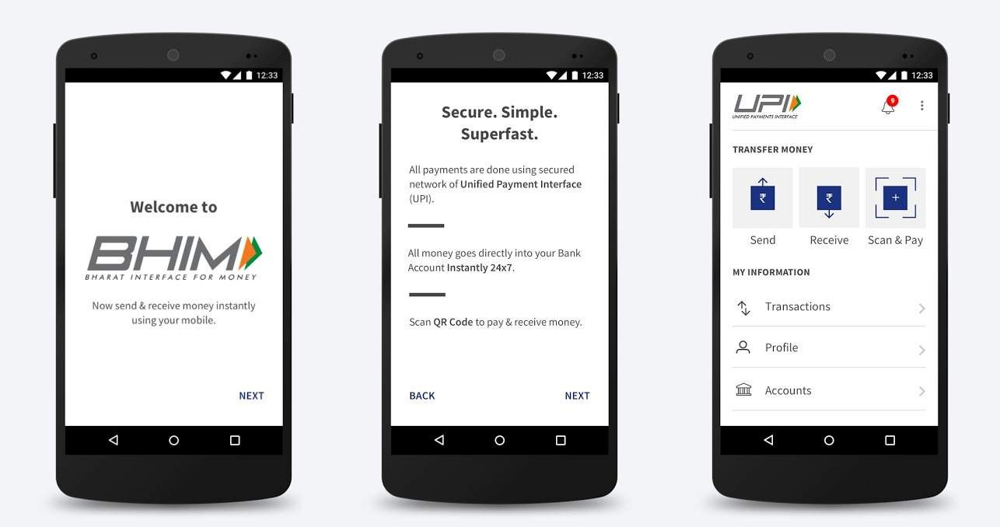 12:33
Welcome to
BHIM
BHARAT INTERFACE FOR MONEY
Now send & receive money instantly
using your mobile.
NEXT
12:33
Secure. Simple.
Superfast.
All payments are done using secured
network of Unified Payment Interface
(UPI).
All money goes directly into your Bank
Account Instantly 24x7.
Scan QR Code to pay & receive money.
BACK
NEXT
12:33
UPI
UNIFIED PAYMENTS INTERFACE
9
TRANSFER MONEY
₹
₹
Send
Receive
Scan & Pay
MY INFORMATION
Transactions
Profile
Accounts